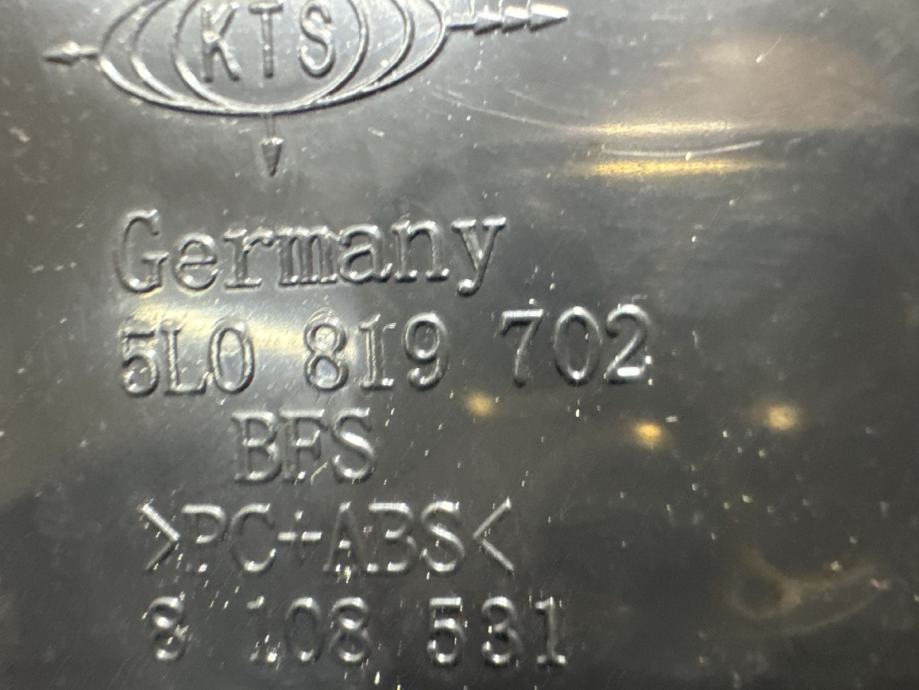 KTS
Germany
5L0 819 702
BFS
>PC+ABS<
8 108 531